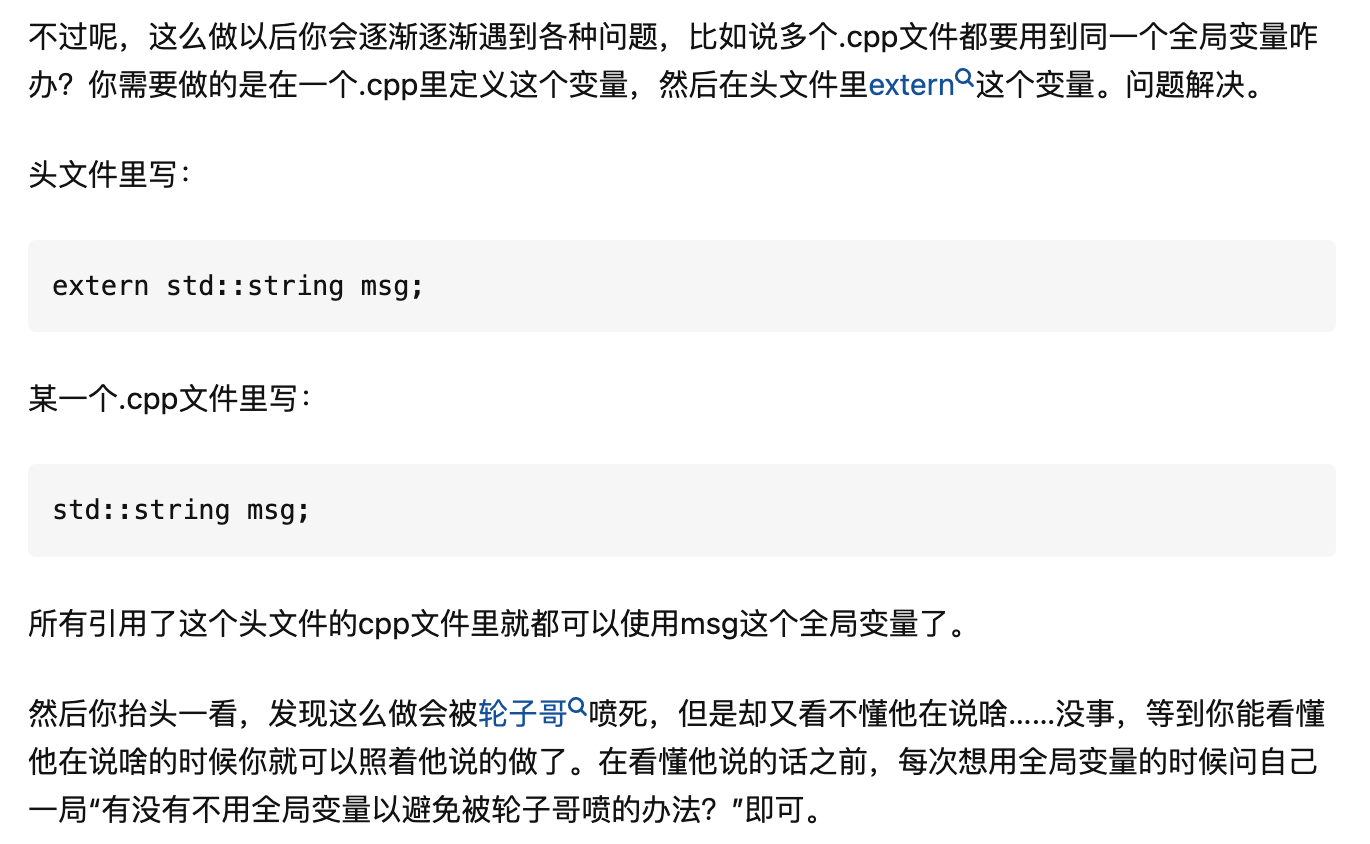 不过呢，这么做以后你会逐渐逐渐遇到各种问题，比如说多个.cpp文件都要用到同一个全局变量咋
办？你需要做的是在一个.cpp里定义这个变量，然后在头文件里extern这个变量。问题解决。
头文件里写：
extern std::string msg;
某一个.cpp文件里写：
std::string msg;
所有引用了这个头文件的cpp文件里就都可以使用msg这个全局变量了。
然后你抬头一看，发现这么做会被轮子哥喷死，但是却又看不懂他在说啥……没事，等到你能看懂
他在说啥的时候你就可以照着他说的做了。在看懂他说的话之前，每次想用全局变量的时候问自己
一局“有没有不用全局变量以避免被轮子哥喷的办法？”即可。